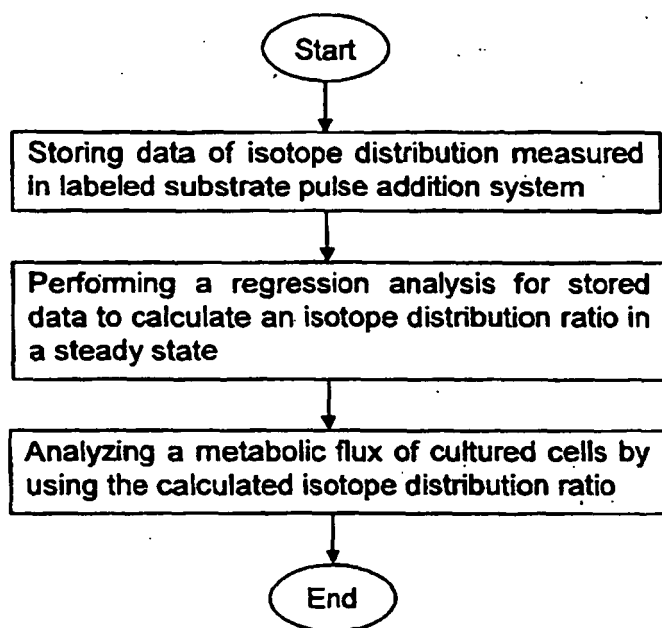 Start
Storing data of isotope distribution measured
in labeled substrate pulse addition system
Performing a regression analysis for stored
data to calculate an isotope distribution ratio in
a steady state
Analyzing a metabolic flux of cultured cells by
using the calculated isotope distribution ratio
End